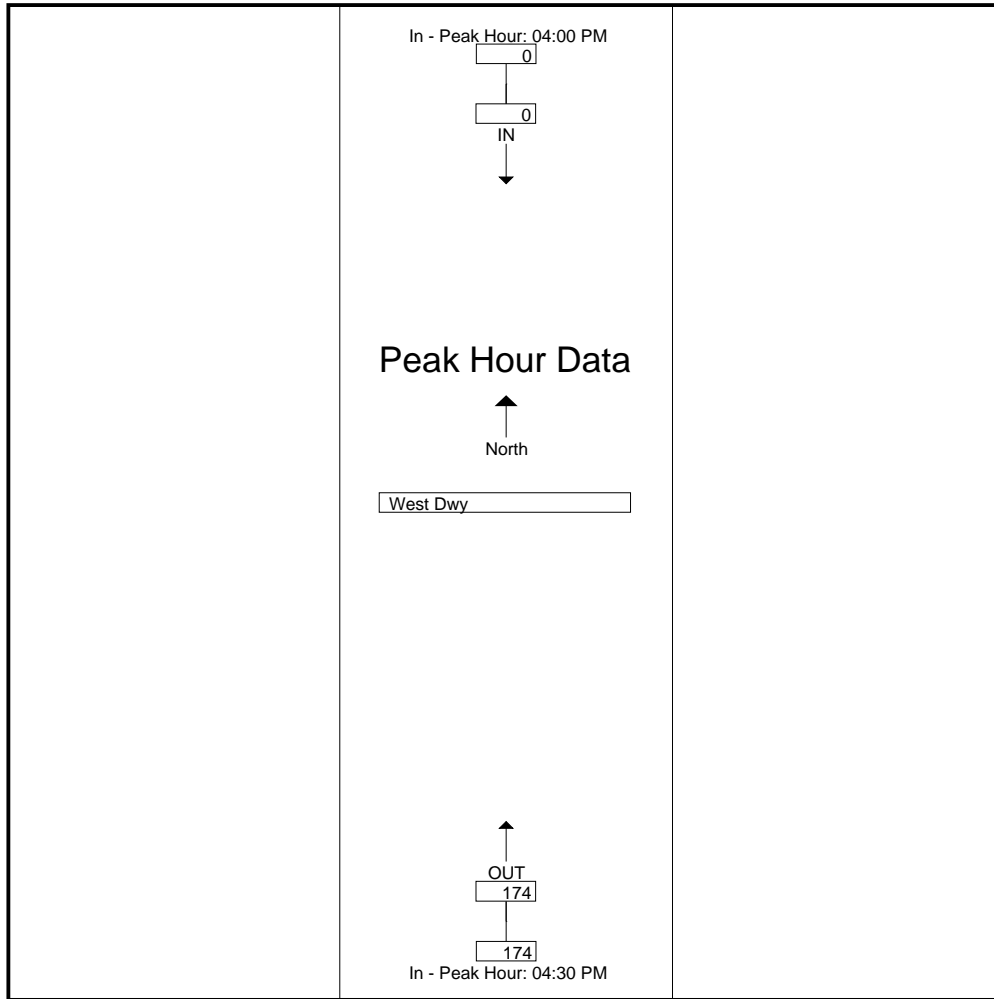 In - Peak Hour: 04:00 PM
0
0
IN
Peak Hour Data
North
West Dwy
OUT
174
174
In - Peak Hour: 04:30 PM